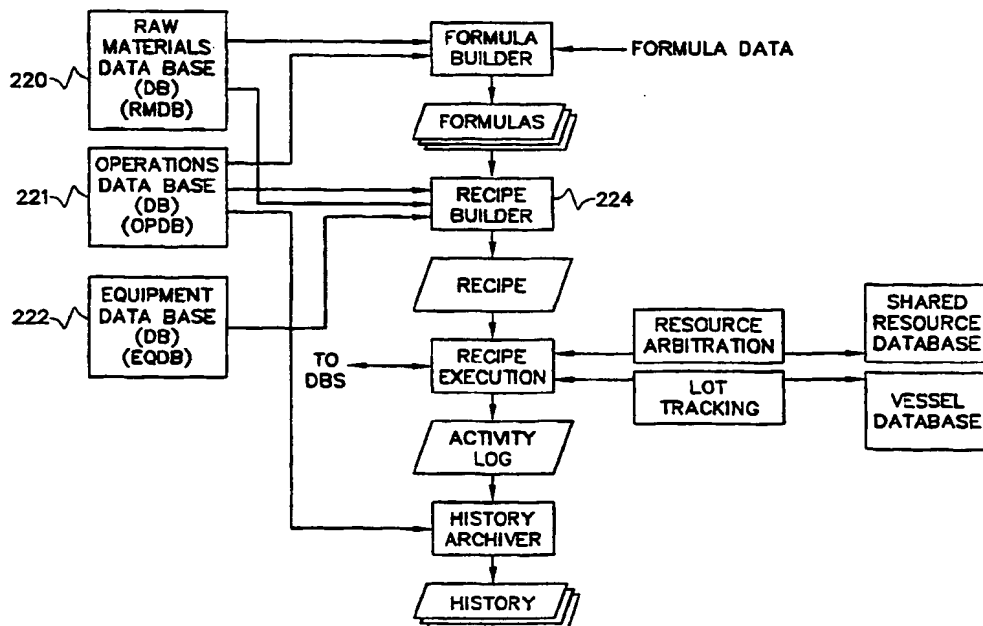 RAW
MATERIALS
DATA BASE
(DB)
(RMDB)
220
OPERATIONS
DATA BASE
(DB)
(OPDB)
221
EQUIPMENT
DATA BASE
(DB)
(EQDB)
222
FORMULA
BUILDER
FORMULA DATA
FORMULAS
RECIPE
BUILDER
224
RECIPE
TO
DBS
RECIPE
EXECUTION
RESOURCE
ARBITRATION
SHARED
RESOURCE
DATABASE
LOT
TRACKING
VESSEL
DATABASE
ACTIVITY
LOG
HISTORY
ARCHIVER
HISTORY